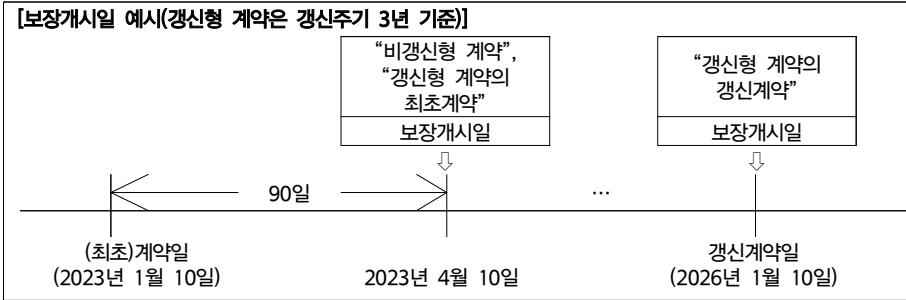 [보장개시일 예시(갱신형 계약은 갱신주기 3년 기준)]
“비갱신형 계약”,
“갱신형 계약의
최초계약”
보장개시일
“갱신형 계약의
갱신계약”
보장개시일
90일
…
(최초)계약일
(2023년 1월 10일)
2023년 4월 10일
갱신계약일
(2026년 1월 10일)